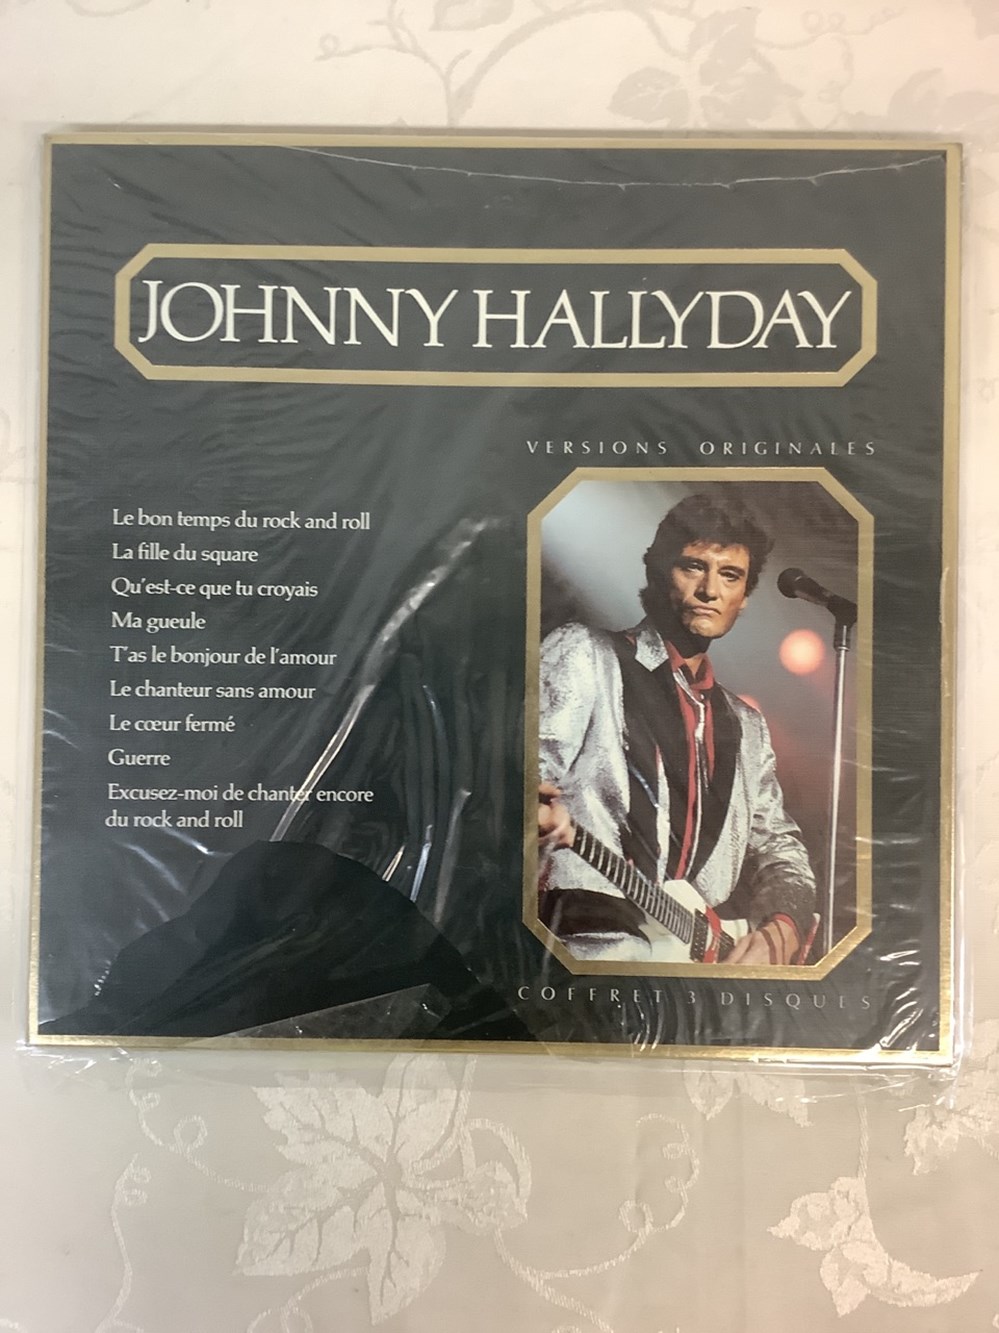 JOHNNY HALLYDAY
VERSIONS ORIGINALES
Le bon temps du rock and roll
La fille du square
Qu'est-ce que tu croyais
Ma gueule
T'as le bonjour de l'amour
Le chanteur sans amour
Le cœur fermé
Guerre
Excusez-moi de chanter encore
du rock and roll
COFFRET 3 DISQUES